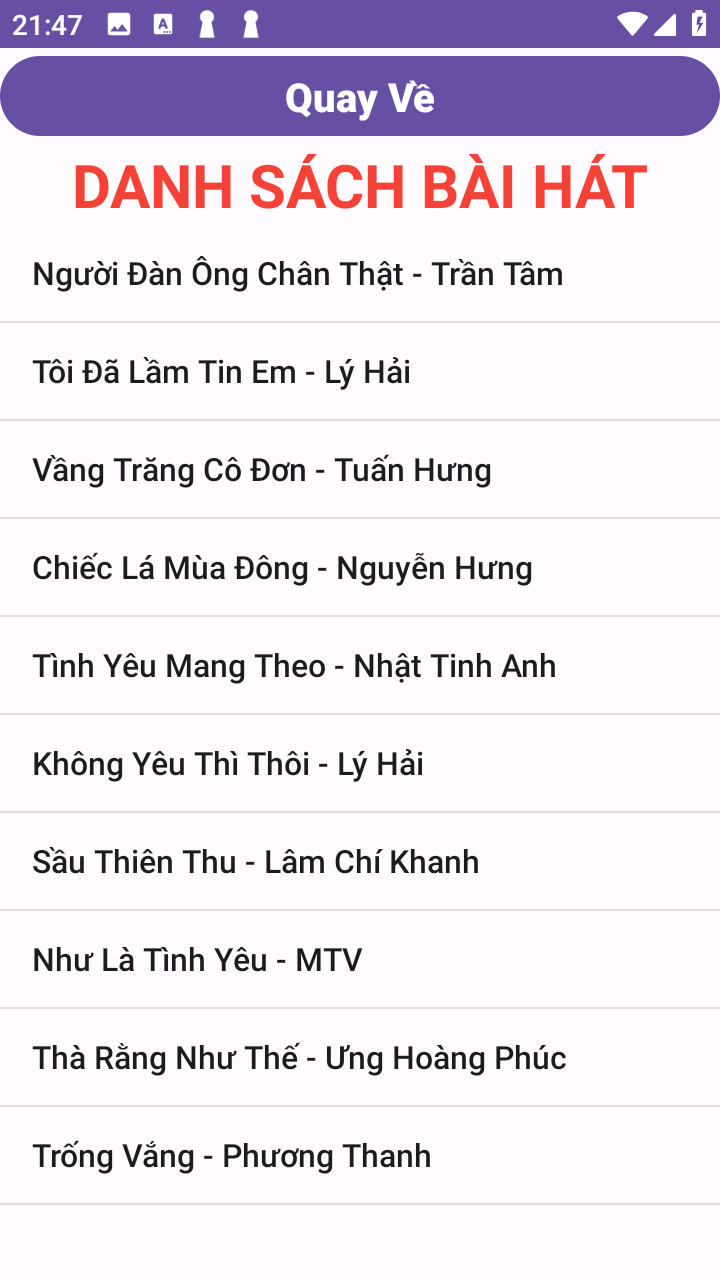 21:47
Quay Về
DANH SÁCH BÀI HÁT
Người Đàn Ông Chân Thật - Trần Tâm
Tôi Đã Lầm Tin Em - Lý Hải
Vầng Trăng Cô Đơn - Tuấn Hưng
Chiếc Lá Mùa Đông - Nguyễn Hưng
Tình Yêu Mang Theo - Nhật Tinh Anh
Không Yêu Thì Thôi - Lý Hải
Sầu Thiên Thu - Lâm Chí Khanh
Như Là Tình Yêu - MTV
Thà Rằng Như Thế - Ưng Hoàng Phúc
Trống Vắng - Phương Thanh